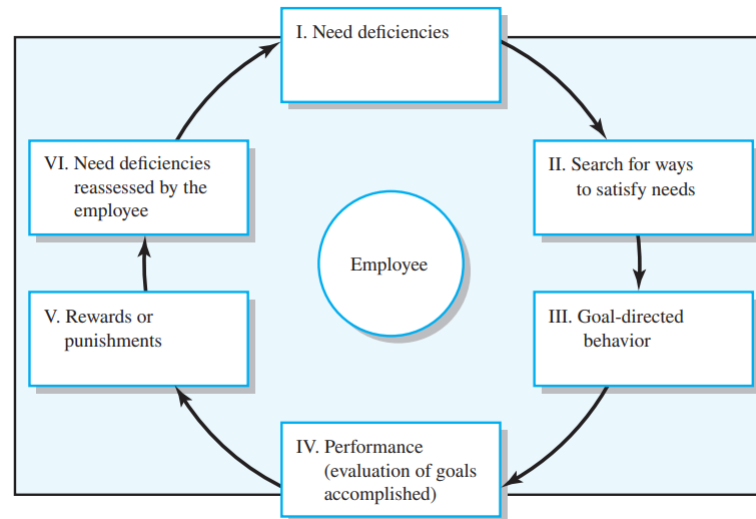 I. Need deficiencies
II. Search for ways
to satisfy needs
III. Goal-directed
behavior
IV. Performance
(evaluation of goals
accomplished)
V. Rewards or
punishments
VI. Need deficiencies
reassessed by the
employee
Employee